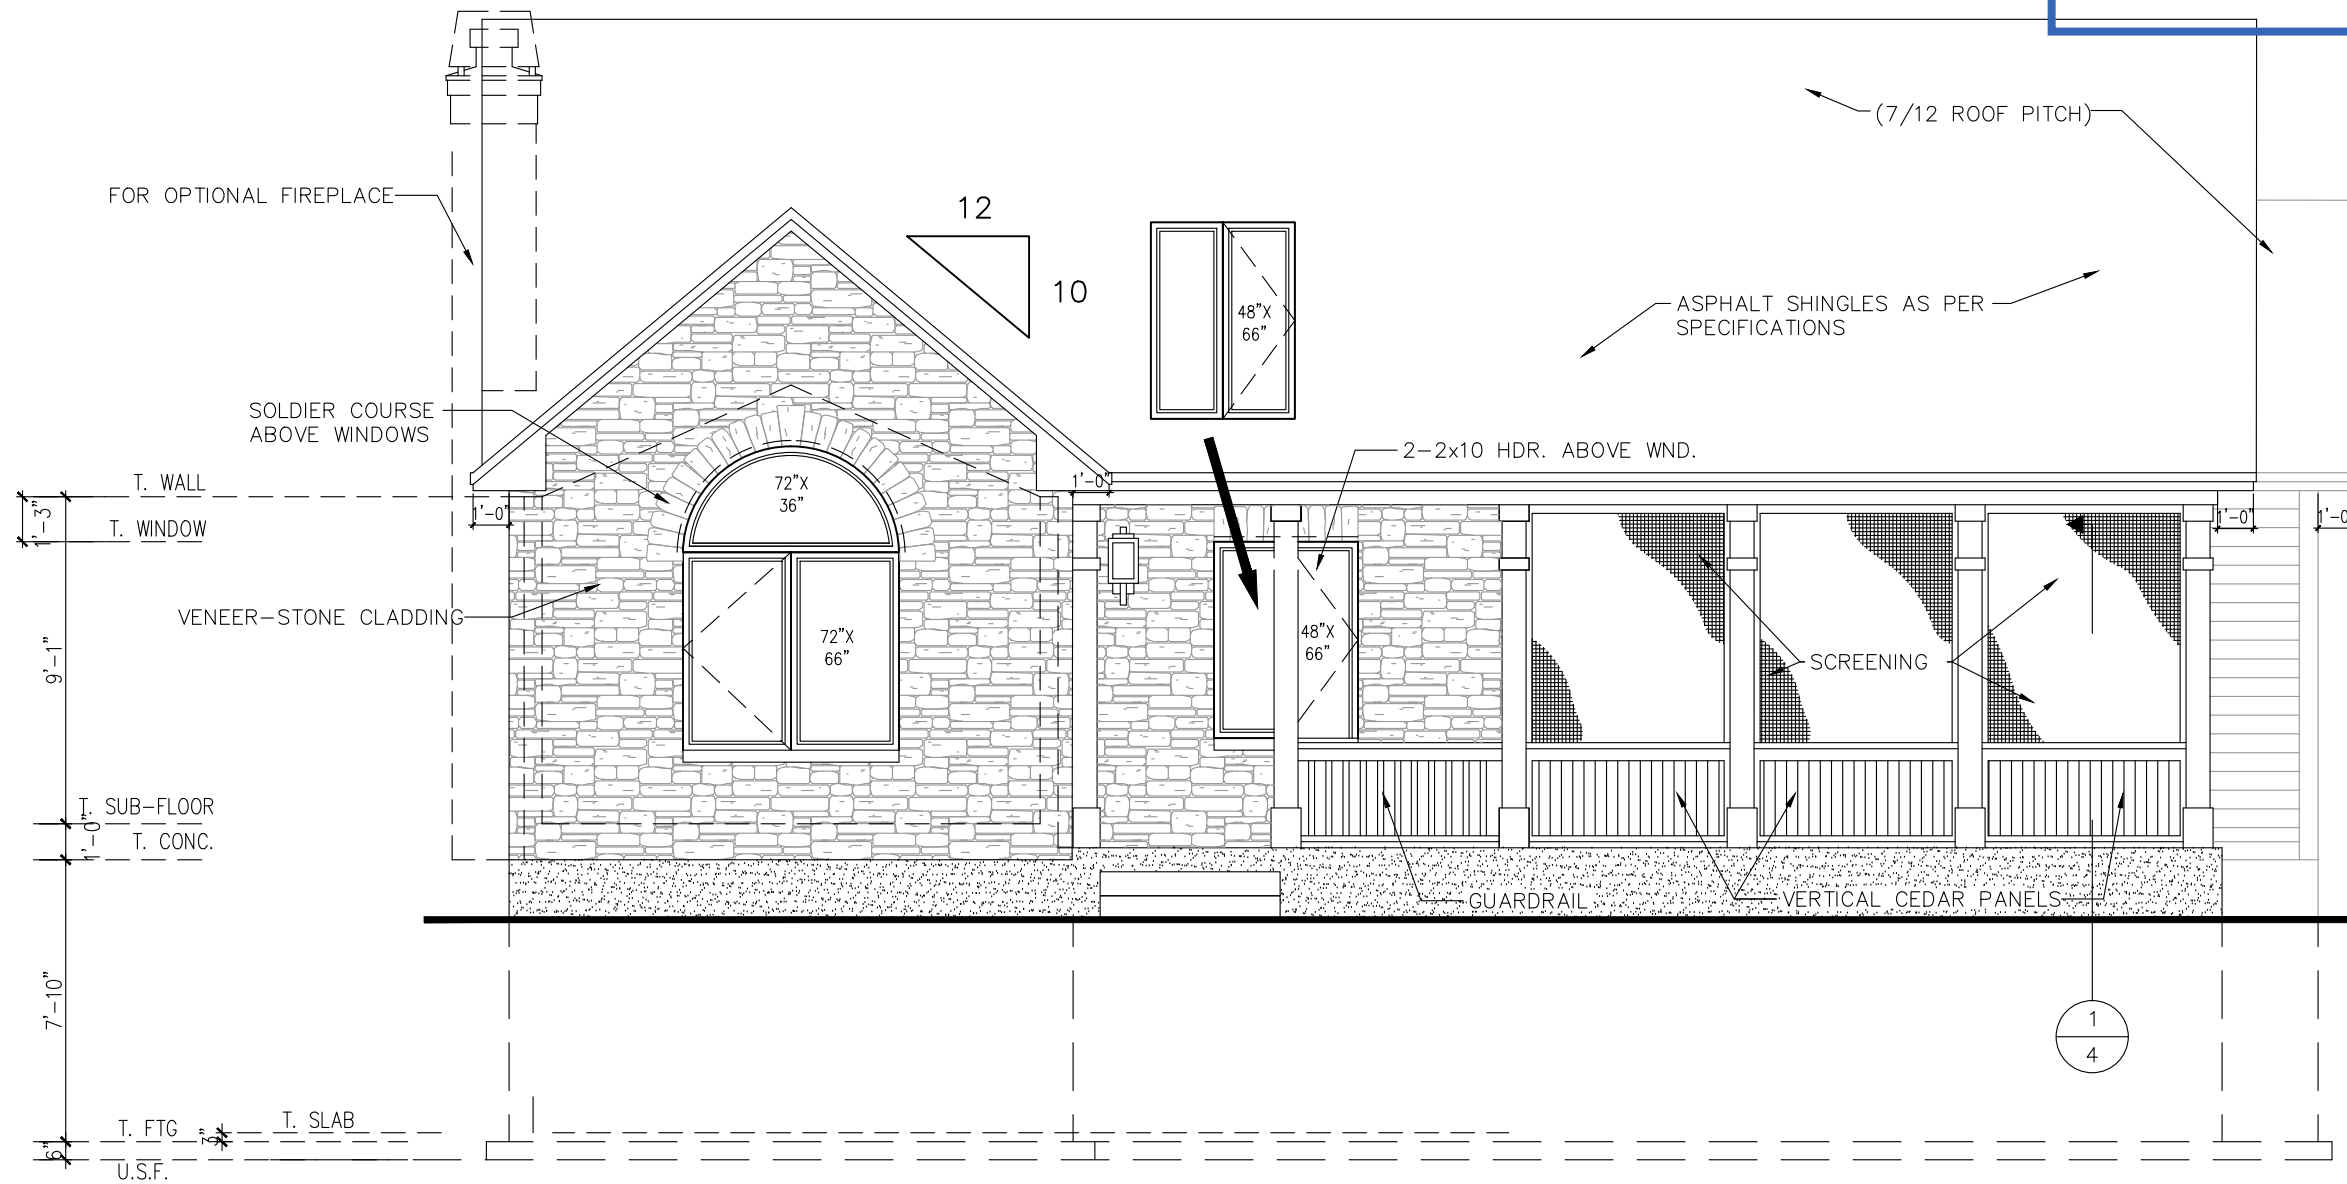 (7/12 ROOF PITCH)
FOR OPTIONAL FIREPLACE
12
10
48"X
66"
ASPHALT SHINGLES AS PER
SPECIFICATIONS
SOLDIER COURSE
ABOVE WINDOWS
2-2x10 HDR. ABOVE WND.
T. WALL
1'-0"
72"X
36"
1'-3"
1'-0"
1'-0"
1'-0
T. WINDOW
VENEER-STONE CLADDING
9'-1"
72"X
66"
48"X
66"
SCREENING
T. SUB-FLOOR
1'-0"
T. CONC.
GUARDRAIL
VERTICAL CEDAR PANELS
7'-10"
1
4
T. SLAB
T. FTG
3"
6"
U.S.F.